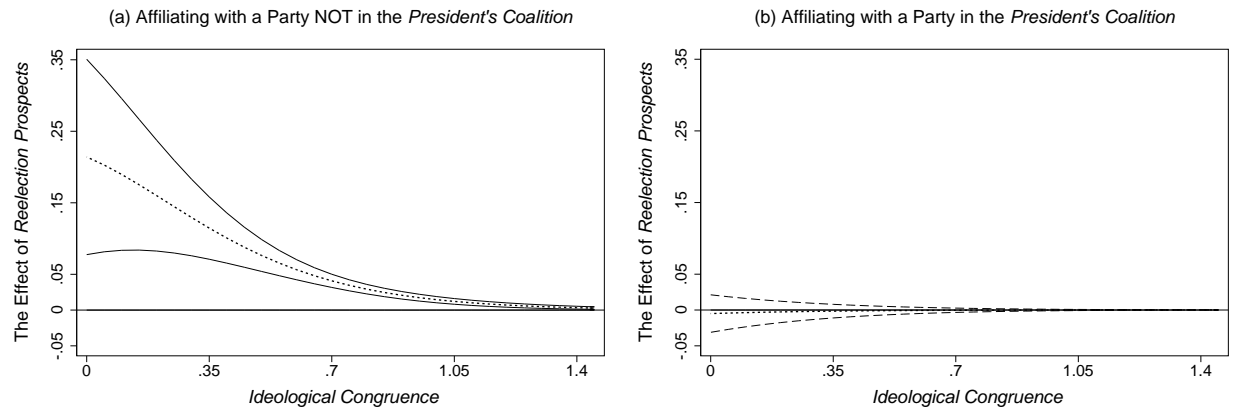 (a) Affiliating with a Party NOT in the President's Coalition
The Effect of Reelection Prospects
.35
.25
.15
.05
0
-.05
0 .35 .7 1.05 1.4
Ideological Congruence
(b) Affiliating with a Party in the President's Coalition
The Effect of Reelection Prospects
.35
.25
.15
.05
0
-.05
0 .35 .7 1.05 1.4
Ideological Congruence